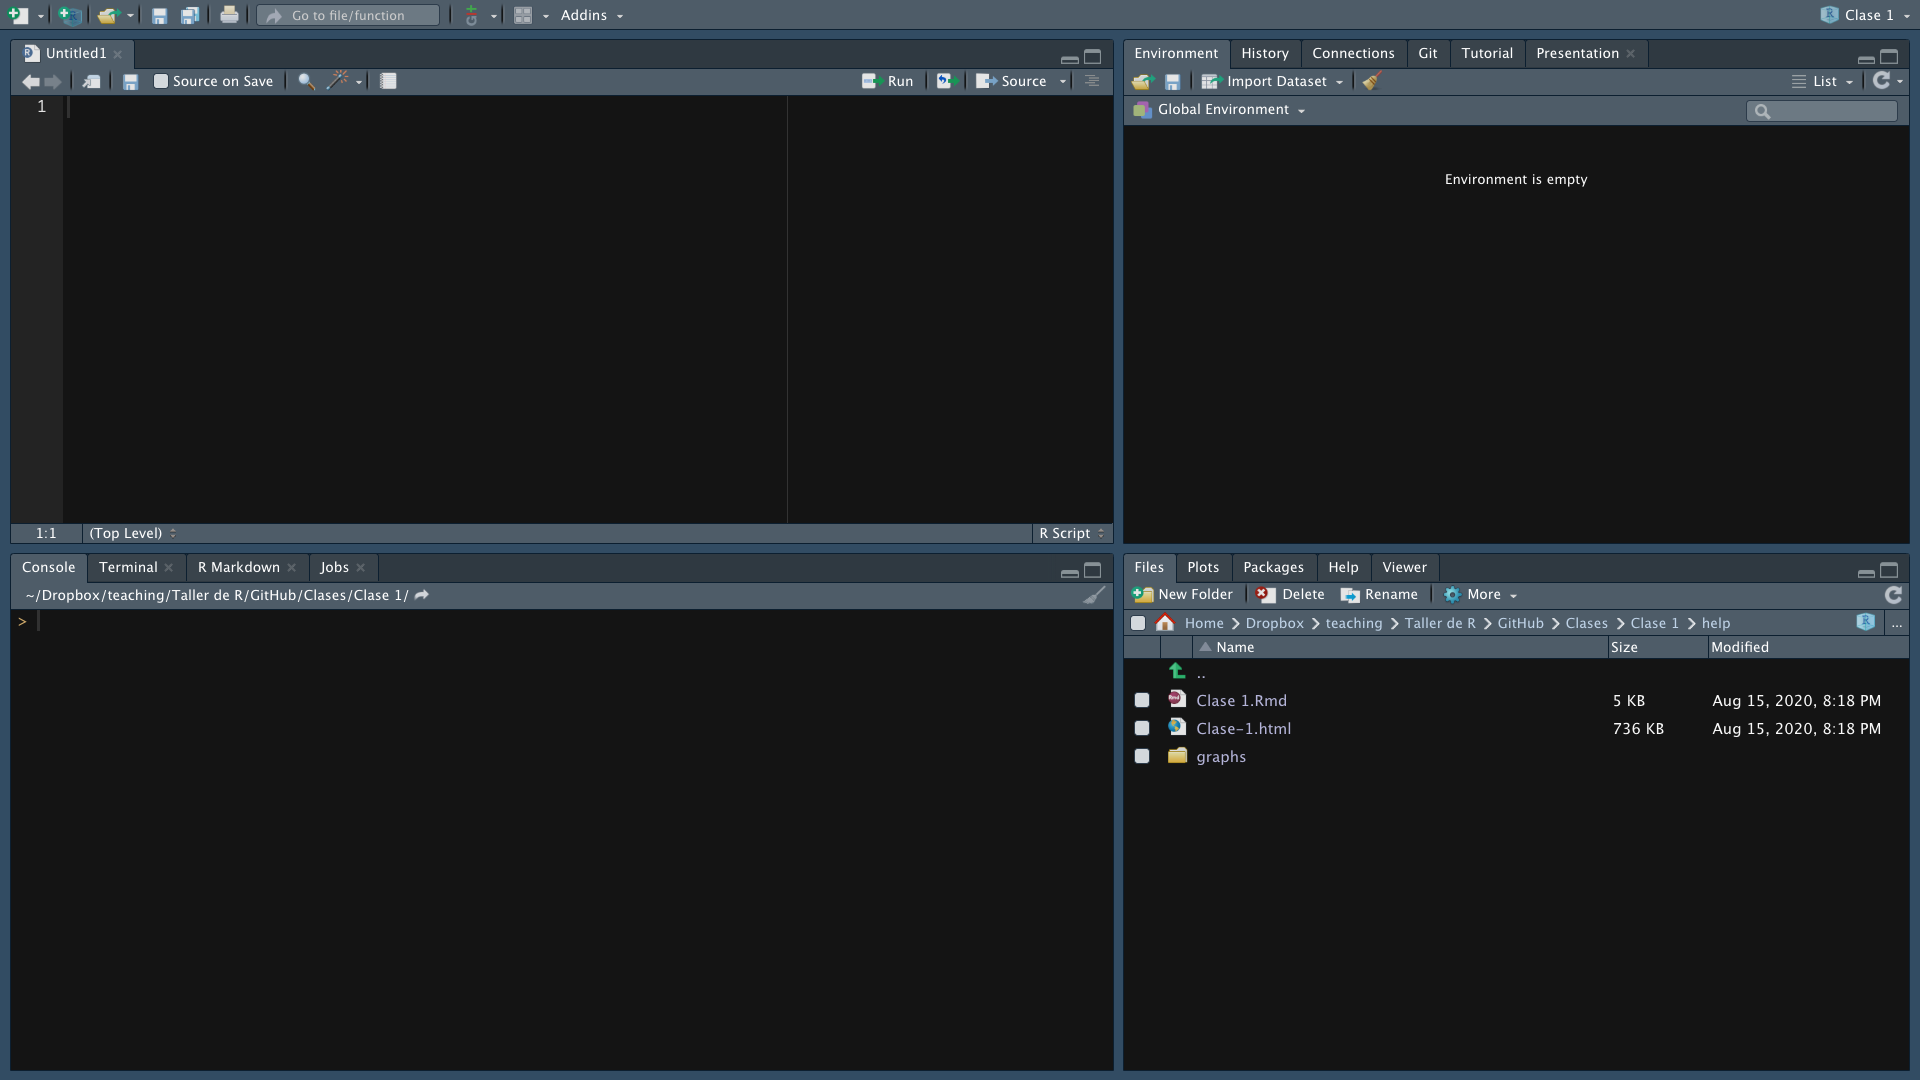 Go to file/function Addins Clase 1
Untitled1
Source on Save Run Source
1
1:1 (Top Level) R Script
Environment History Connections Git Tutorial Presentation
Import Dataset List
Global Environment
Environment is empty
Console Terminal R Markdown Jobs
~/Dropbox/teaching/Taller de R/GitHub/Clases/Clase 1/
>
Files Plots Packages Help Viewer
New Folder Delete Rename More
Home Dropbox teaching Taller de R GitHub Clases Clase 1 help ...
Name Size Modified
..
Clase 1.Rmd 5 KB Aug 15, 2020, 8:18 PM
Clase-1.html 736 KB Aug 15, 2020, 8:18 PM
graphs